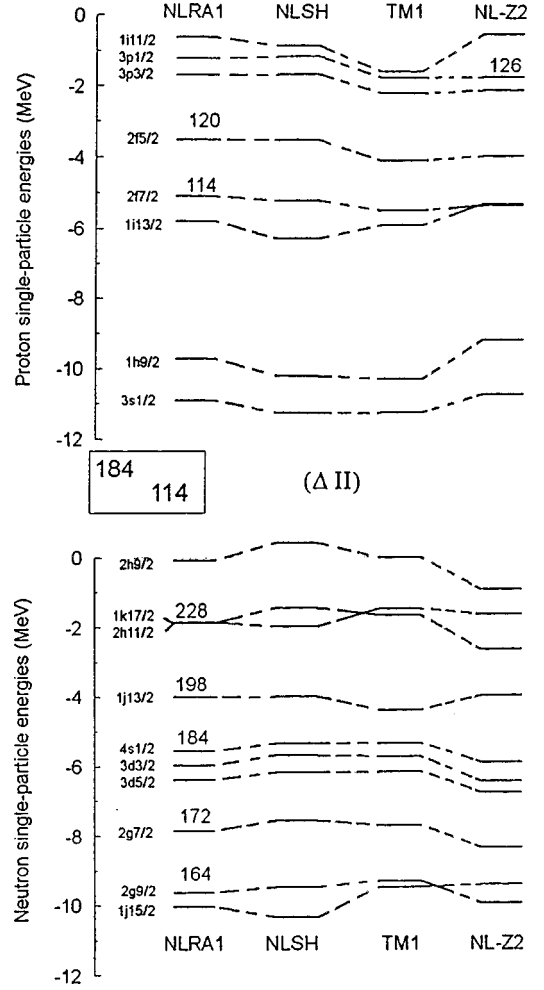 NLRA1 NLSH TM1 NL-Z2
0
1i11/2
3p1/2
126
3p3/2
-2
120
2f5/2
-4
114
2f7/2
1i13/2
-6
-8
1h9/2
-10
3s1/2
-12
Proton single-particle energies (MeV)
184
114
(Δ II)
0
2h9/2
1k17/2
228
-2
2h11/2
198
1j13/2
-4
184
4s1/2
3d3/2
-6
3d5/2
172
2g7/2
-8
164
2g9/2
1j15/2
-10
NLRA1 NLSH TM1 NL-Z2
-12
Neutron single-particle energies (MeV)